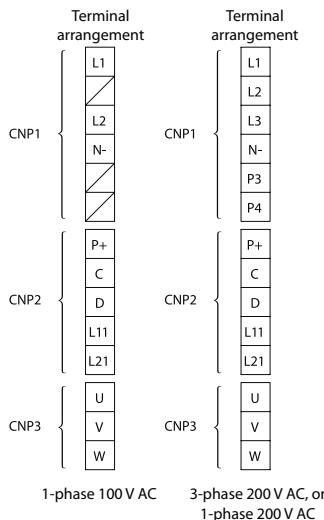 Terminal
arrangement
CNP1
L1
L2
N-
CNP2
P+
C
D
L11
L21
CNP3
U
V
W
1-phase 100 V AC
Terminal
arrangement
CNP1
L1
L2
L3
N-
P3
P4
CNP2
P+
C
D
L11
L21
CNP3
U
V
W
3-phase 200 V AC, or
1-phase 200 V AC